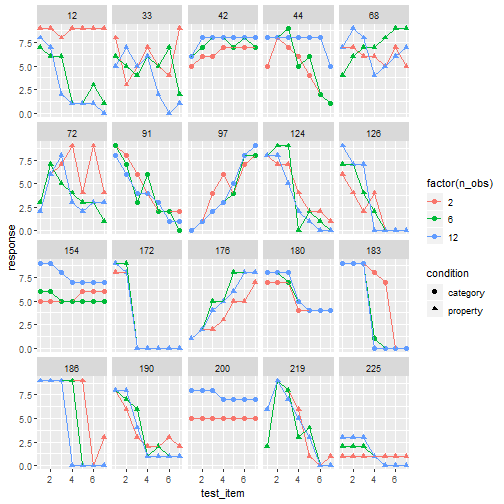 12 33 42 44 68
0.0 2.5 5.0 7.5
72 91 97 124 126
0.0 2.5 5.0 7.5
154 172 176 180 183
0.0 2.5 5.0 7.5
186 190 200 219 225
0.0 2.5 5.0 7.5
2 4 6 2 4 6 2 4 6 2 4 6 2 4 6
test_item
response
factor(n_obs)
2
6
12
condition
category
property